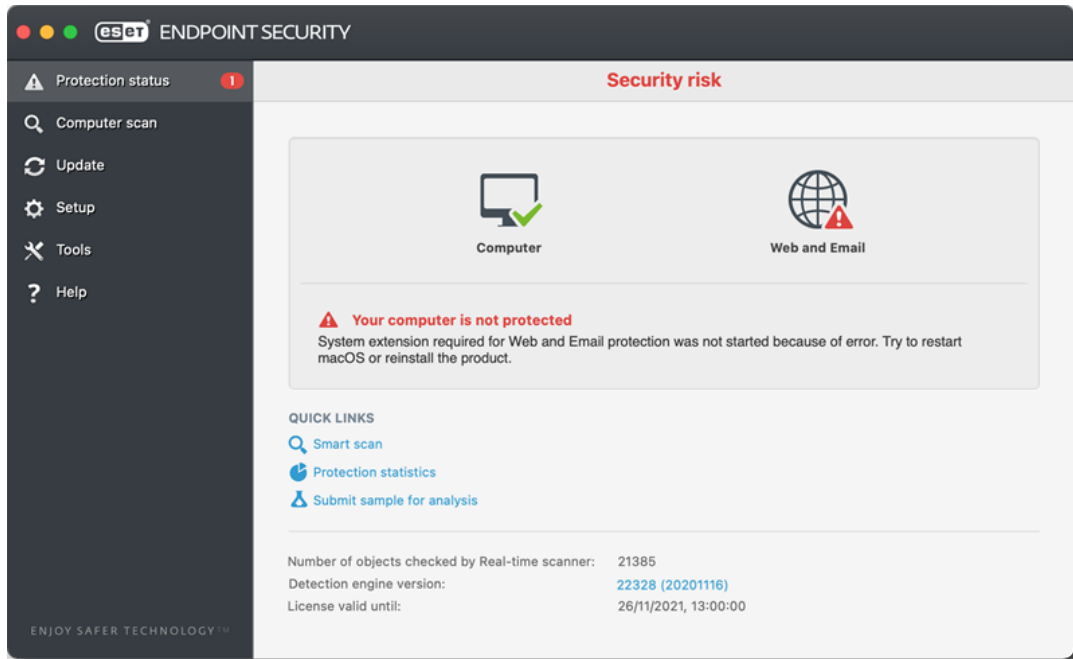 eset ENDPOINT SECURITY
Protection status 1
Computer scan
Update
Setup
Tools
? Help
ENJOY SAFER TECHNOLOGY™
Security risk
Computer
Web and Email
Your computer is not protected
System extension required for Web and Email protection was not started because of error. Try to restart
macOS or reinstall the product.
QUICK LINKS
Smart scan
Protection statistics
Submit sample for analysis
Number of objects checked by Real-time scanner: 21385
Detection engine version: 22328 (20201116)
License valid until: 26/11/2021, 13:00:00